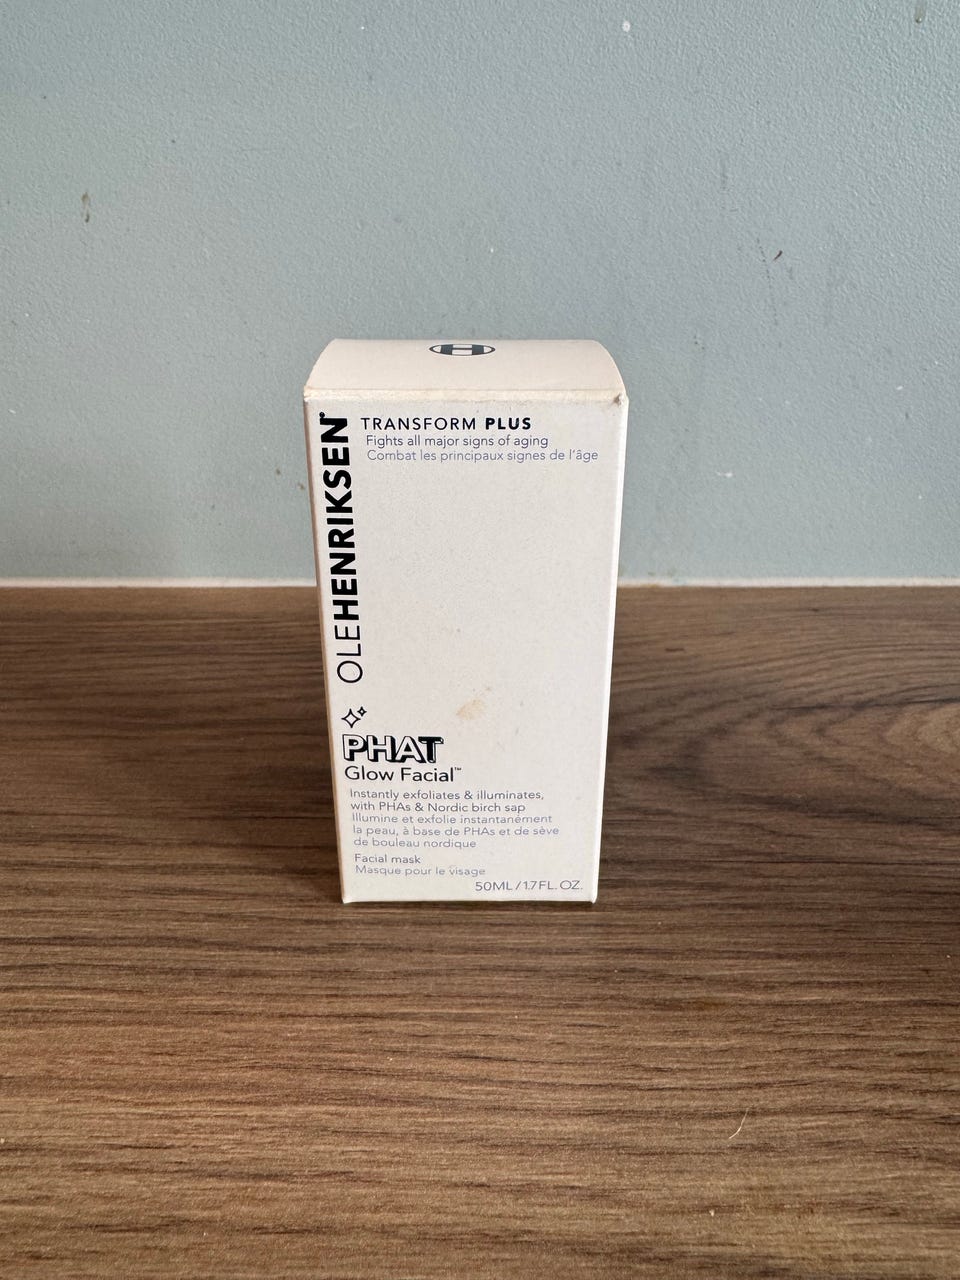 TRANSFORM PLUS
Fights all major signs of aging
Combat les principaux signes de l'âge
OLEHENRIKSEN®
PHAT
Glow Facial™
Instantly exfoliates & illuminates,
with PHAs & Nordic birch sap
Illumine et exfolie instantanément
la peau, à base de PHAs et de sève
de bouleau nordique
Facial mask
Masque pour le visage
50ML/1.7FL. OZ.